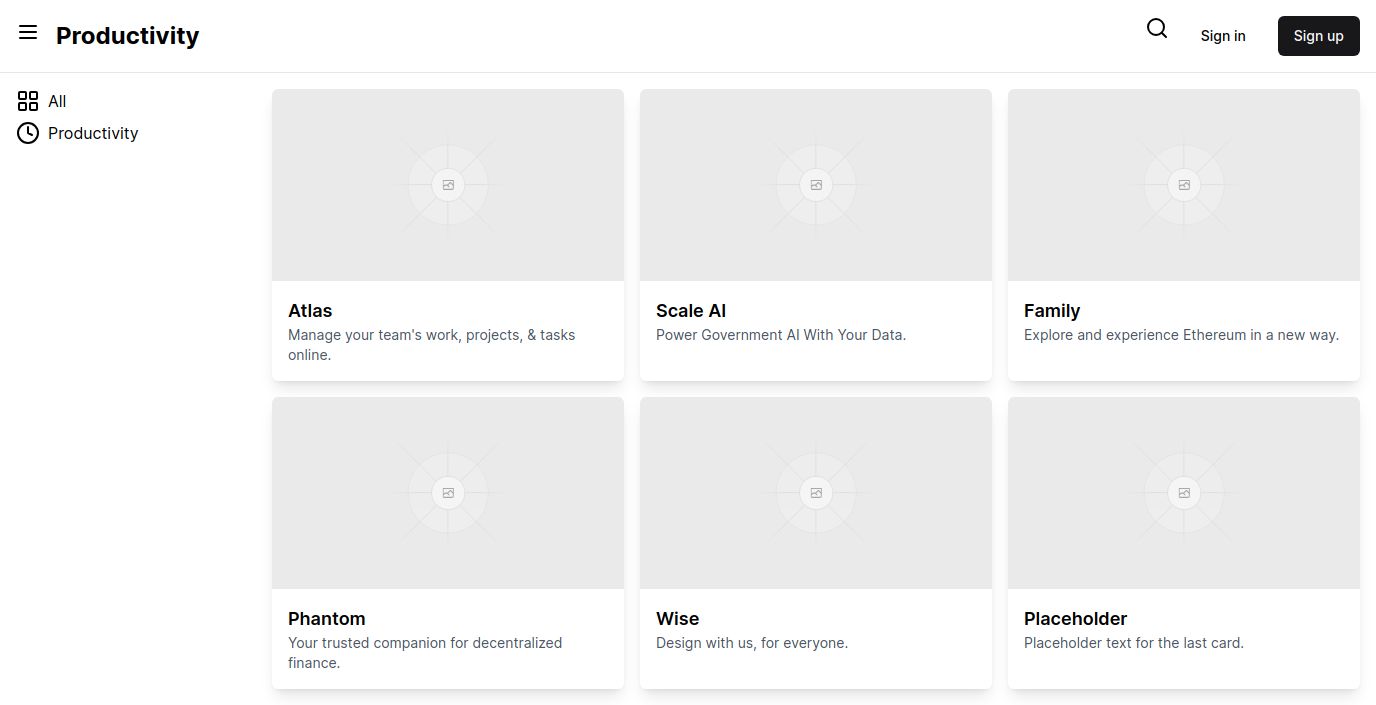 Productivity
Sign in
Sign up
All
Productivity
Atlas
Manage your team's work, projects, & tasks
online.
Scale AI
Power Government AI With Your Data.
Family
Explore and experience Ethereum in a new way.
Phantom
Your trusted companion for decentralized
finance.
Wise
Design with us, for everyone.
Placeholder
Placeholder text for the last card.